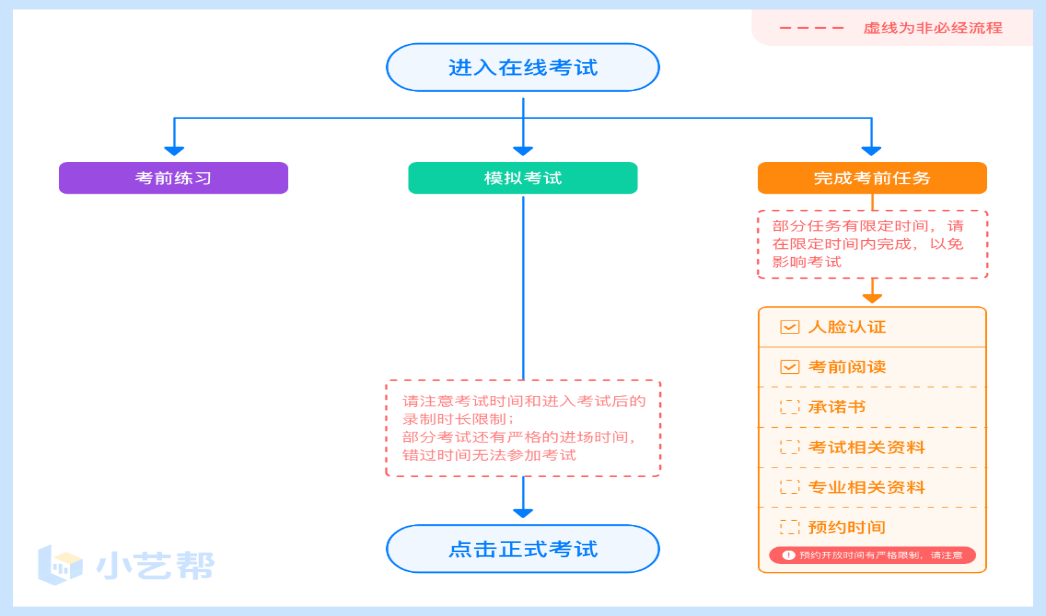 虚线为非必经流程
进入在线考试
考前练习
模拟考试
完成考前任务
部分任务有限定时间，请
在限定时间内完成，以免
影响考试
人脸认证
考前阅读
承诺书
考试相关资料
专业相关资料
预约时间
预约开放时间有严格限制，请注意
请注意考试时间和进入考试后的
录制时长限制；
部分考试还有严格的进场时间，
错过时间无法参加考试
点击正式考试
小艺帮